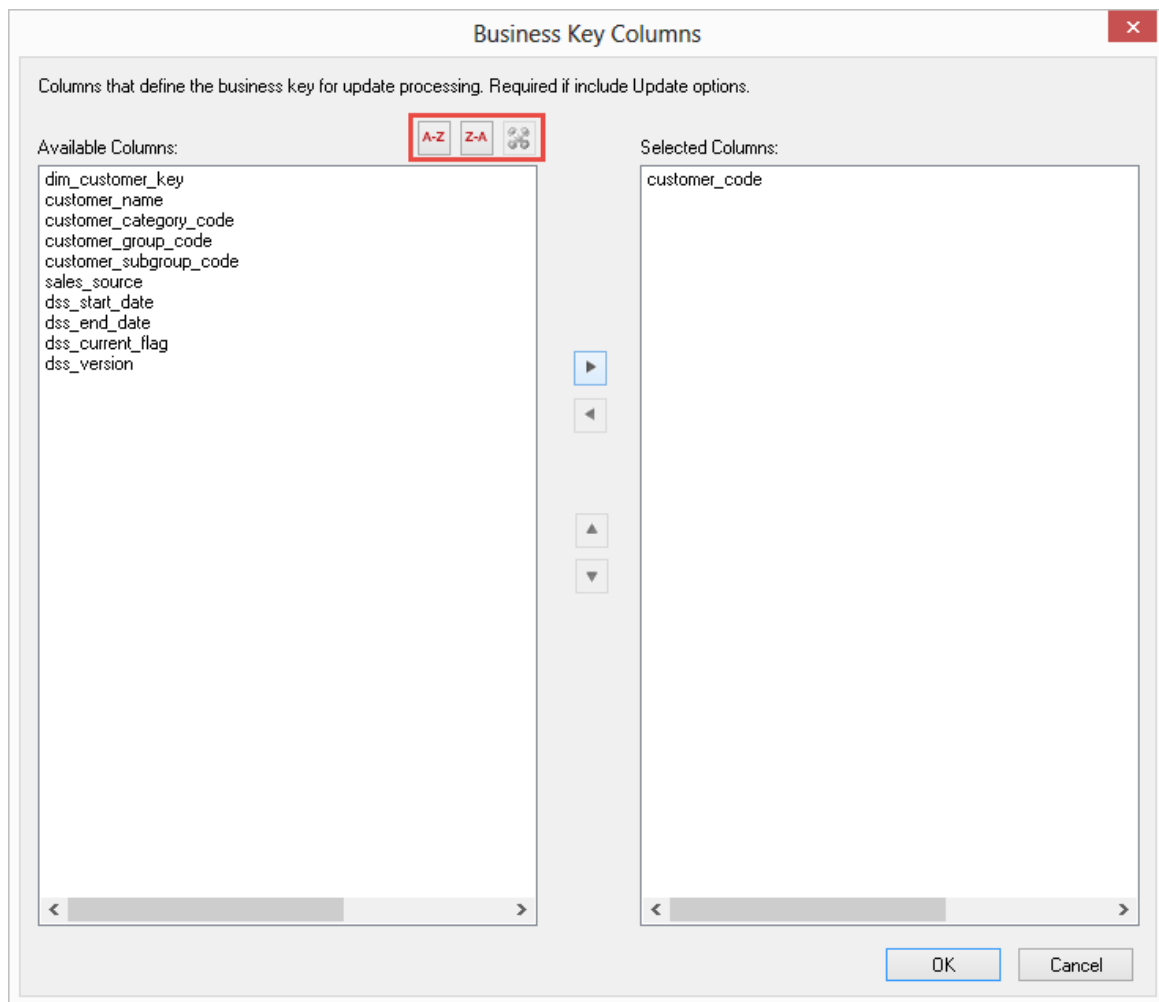 Business Key Columns
Columns that define the business key for update processing. Required if include Update options.
Available Columns:
A-Z
Z-A
dim_customer_key
customer_name
customer_category_code
customer_group_code
customer_subgroup_code
sales_source
dss_start_date
dss_end_date
dss_current_flag
dss_version
Selected Columns:
customer_code
OK
Cancel